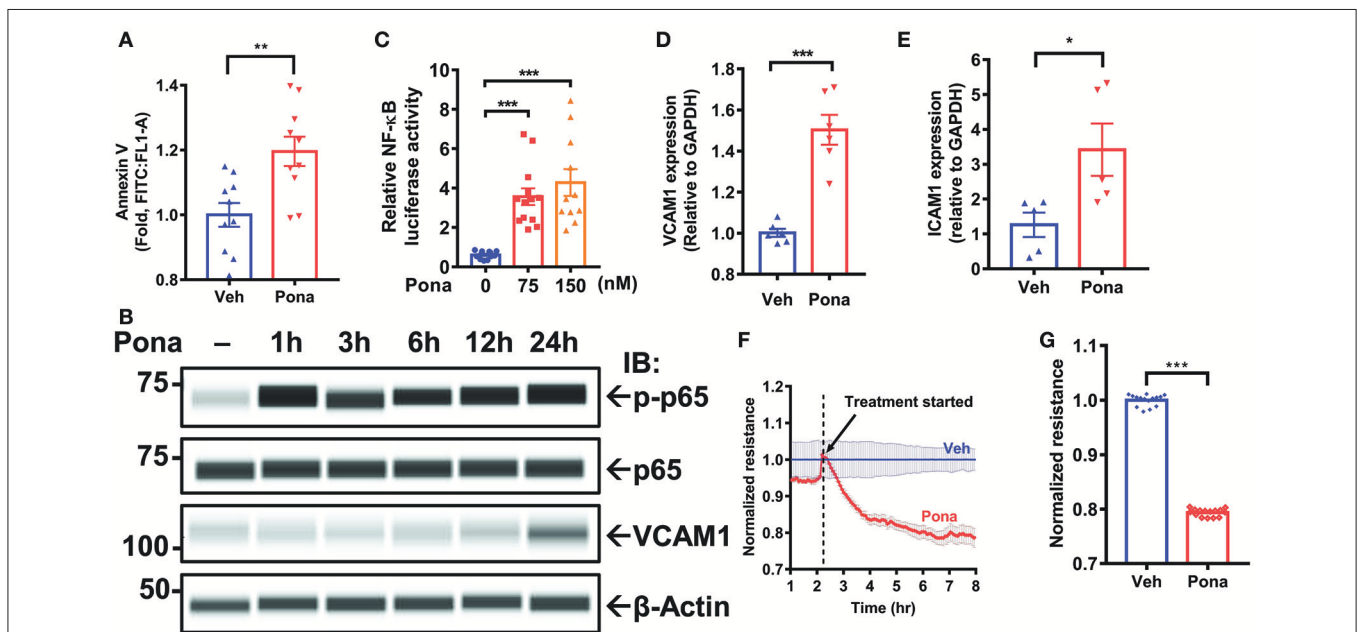 A
**
Annexin V
(Fold, FITC:FL1-A)
1.4
1.2
1.0
0.8
Veh Pona
C
***
***
Relative NF-κB
luciferase activity
10
8
6
4
2
0
Pona 0 75 150 (nM)
D
***
VCAM1 expression
(Relative to GAPDH)
1.8
1.6
1.4
1.2
1.0
0.8
Veh Pona
E
*
ICAM1 expression
(relative to GAPDH)
6
5
4
3
2
1
0
Veh Pona
B
Pona – 1h 3h 6h 12h 24h
IB:
75
←p-p65
75
←p65
100
←VCAM1
50
←β-Actin
F
Normalized resistance
1.2
1.1
1.0
0.9
0.8
0.7
Treatment started
Veh
Pona
1 2 3 4 5 6 7 8
Time (hr)
G
***
Normalized resistance
1.1
1.0
0.9
0.8
0.7
Veh Pona